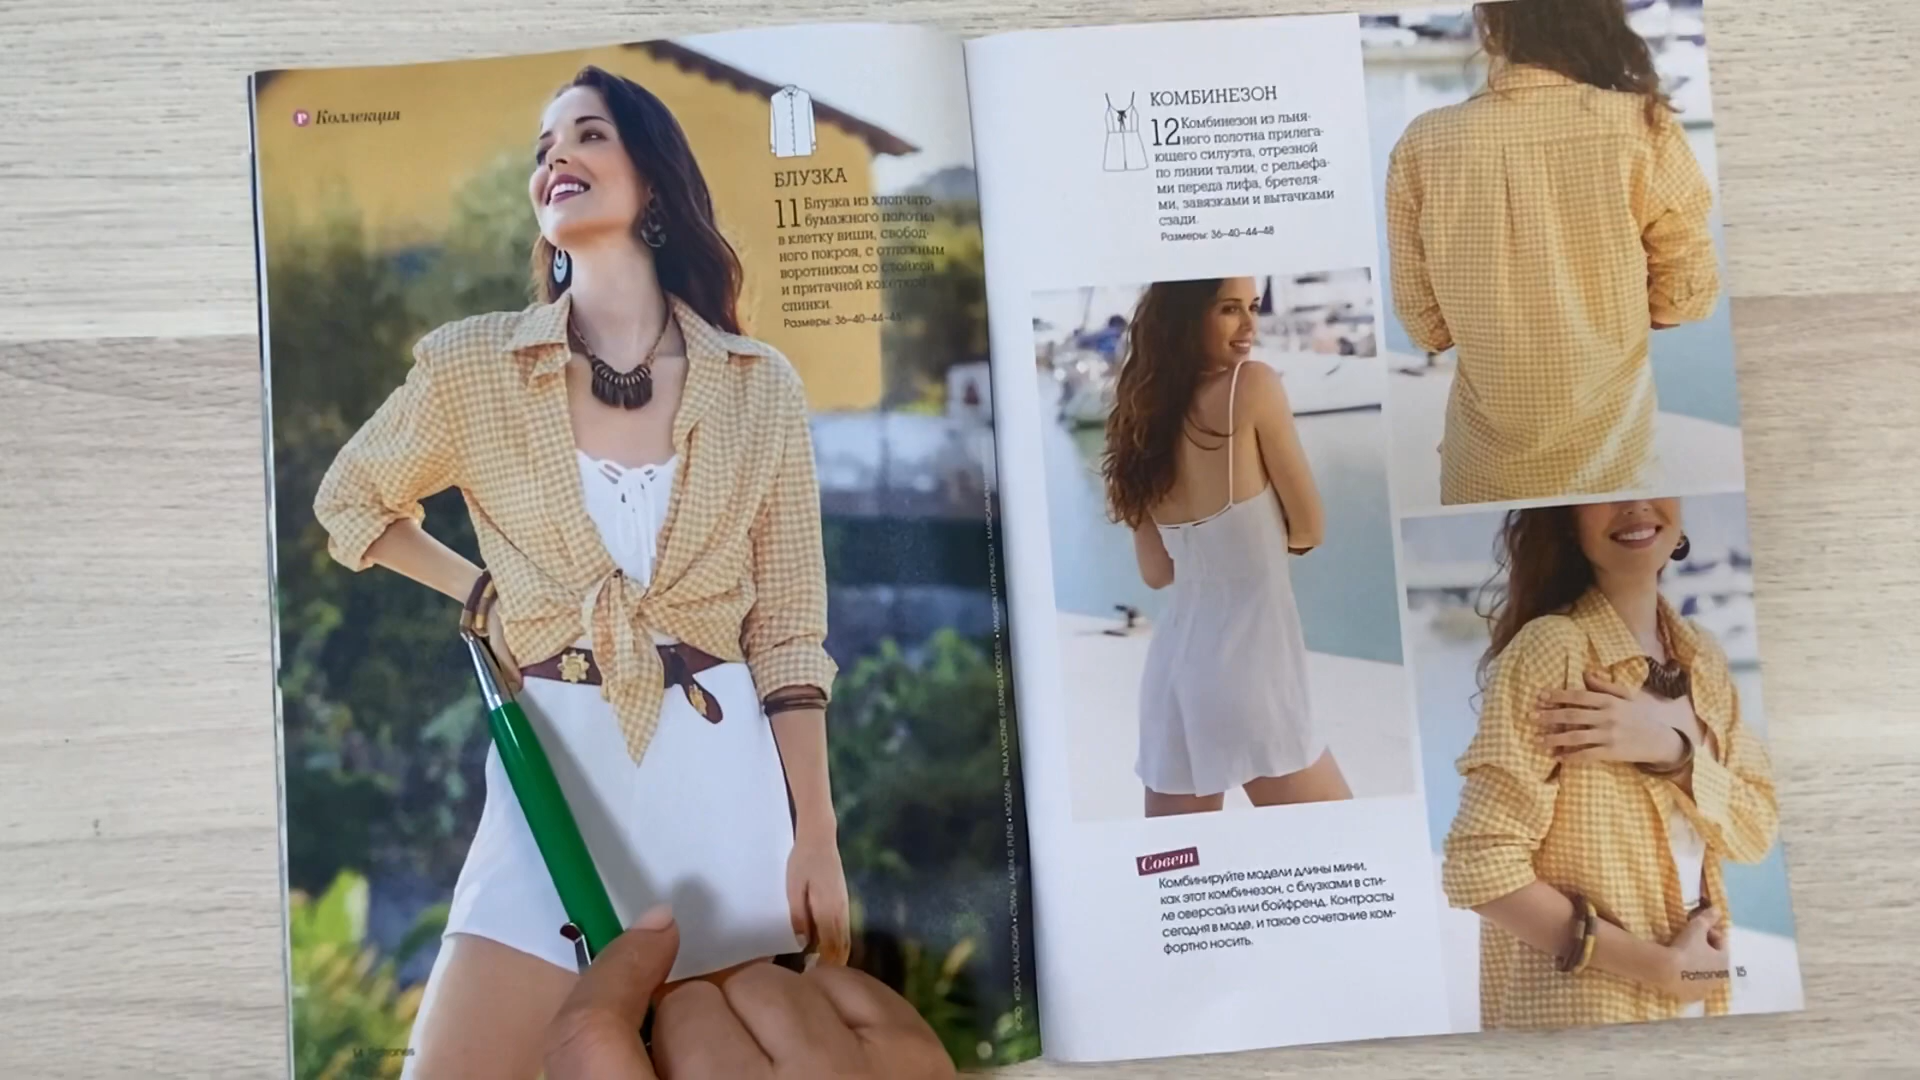 P Коллекция
БЛУЗКА
11 Блузка из хлопчато-
бумажного полотна
в клетку виши, свобод-
ного покроя, с отложным
воротником со стойкой
и притачной кокеткой
спинки.
Размеры: 36–40–44–48
14 Patrones
КОМБИНЕЗОН
12 Комбинезон из льня-
ного полотна прилега-
ющего силуэта, отрезной
по линии талии, с рельефа-
ми переда лифа, бретеля-
ми, завязками и вытачками
сзади.
Размеры: 36–40–44–48
Совет
Комбинируйте модели длины мини,
как этот комбинезон, с блузками в сти-
ле оверсайз или бойфренд. Контрасты
сегодня в моде, и такое сочетание ком-
фортно носить.
Patrones 15